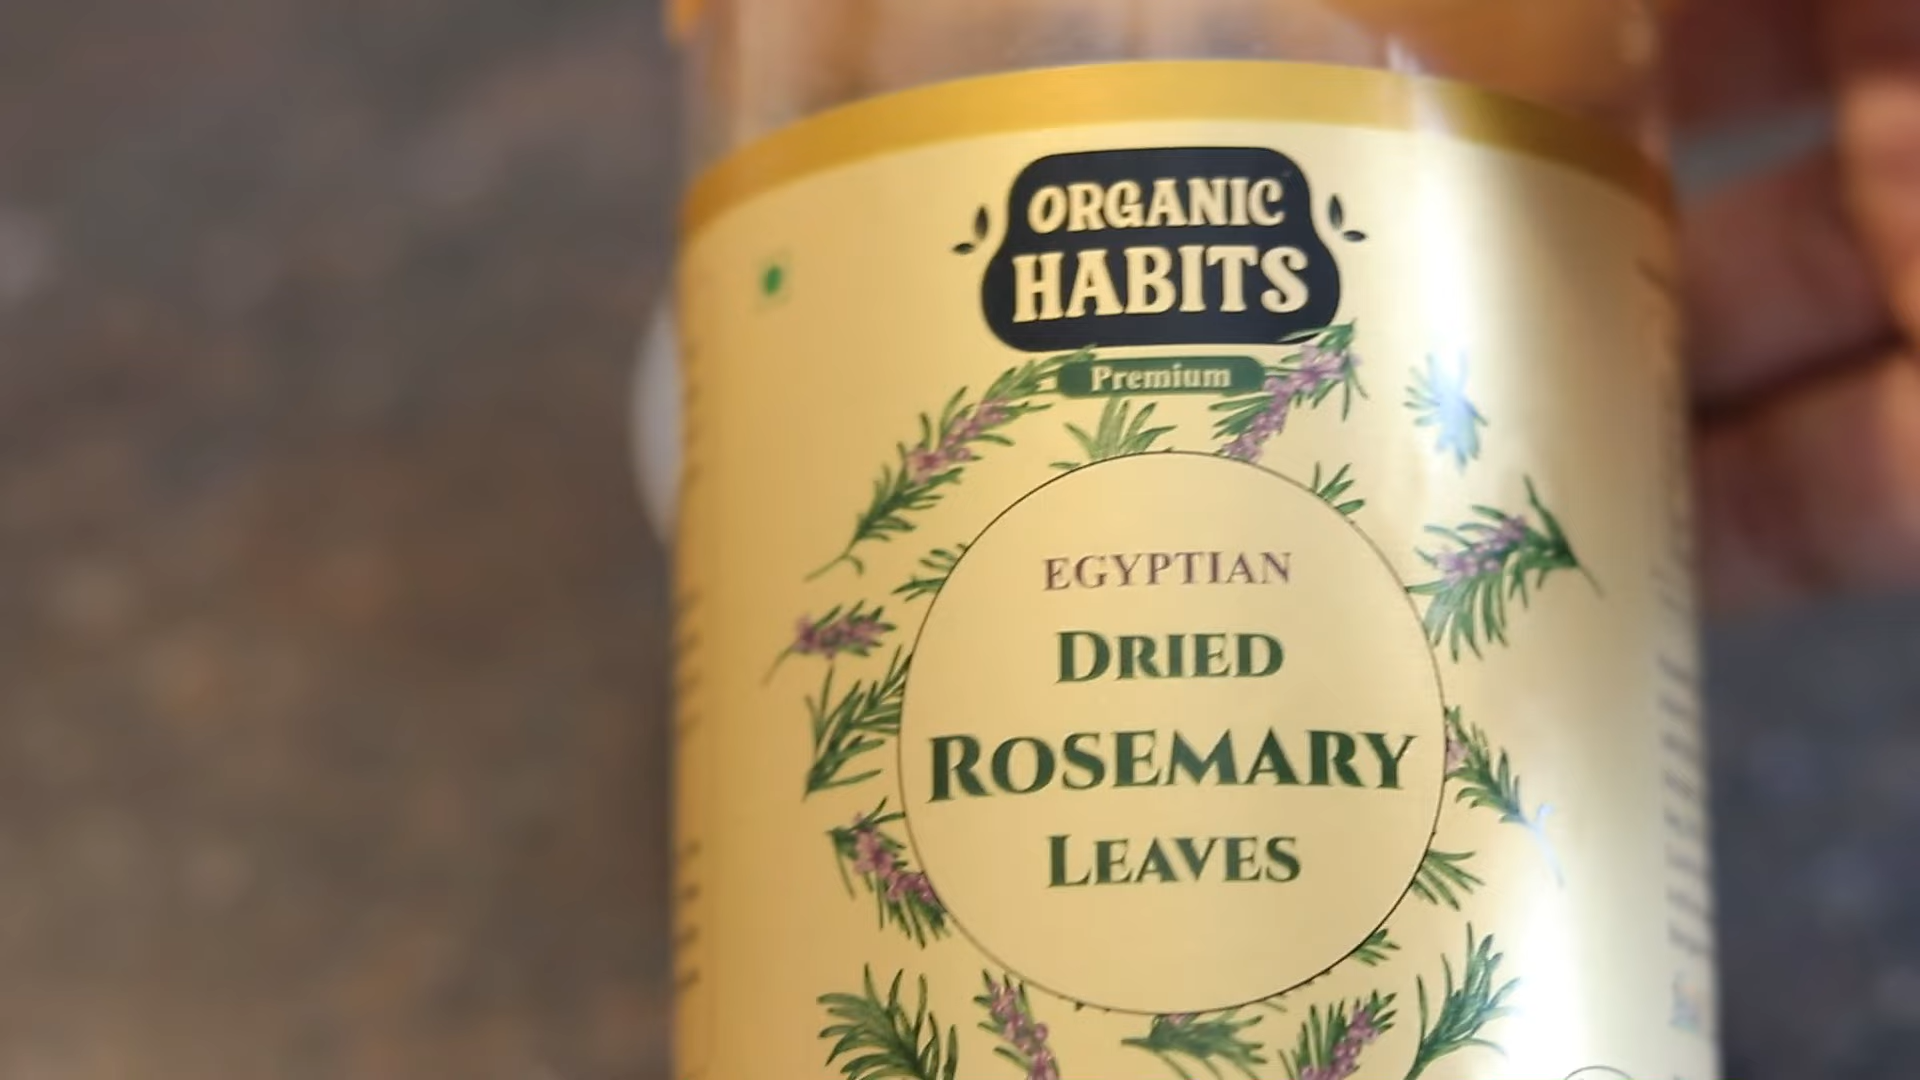 ORGANIC
HABITS
Premium
EGYPTIAN
DRIED
ROSEMARY
LEAVES